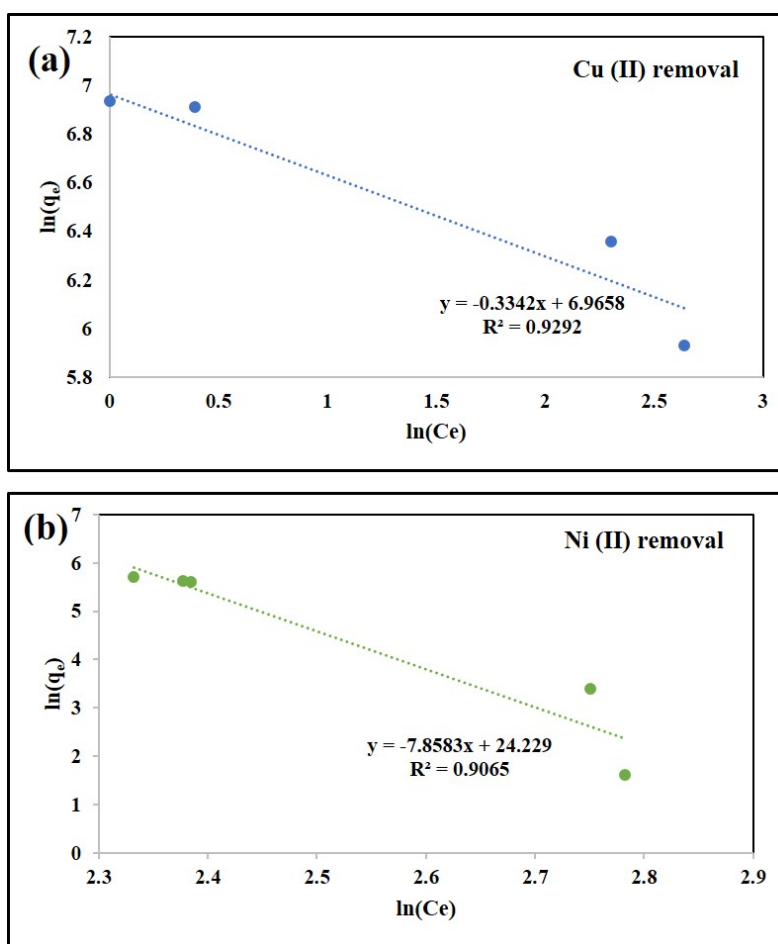 (a)
Cu (II) removal
7.2
7
6.8
6.6
6.4
6.2
6
5.8
ln(qe)
y = -0.3342x + 6.9658
R² = 0.9292
0 0.5 1 1.5 2 2.5 3
ln(Ce)
(b)
Ni (II) removal
7
6
5
4
3
2
1
0
ln(qe)
y = -7.8583x + 24.229
R² = 0.9065
2.3 2.4 2.5 2.6 2.7 2.8 2.9
ln(Ce)